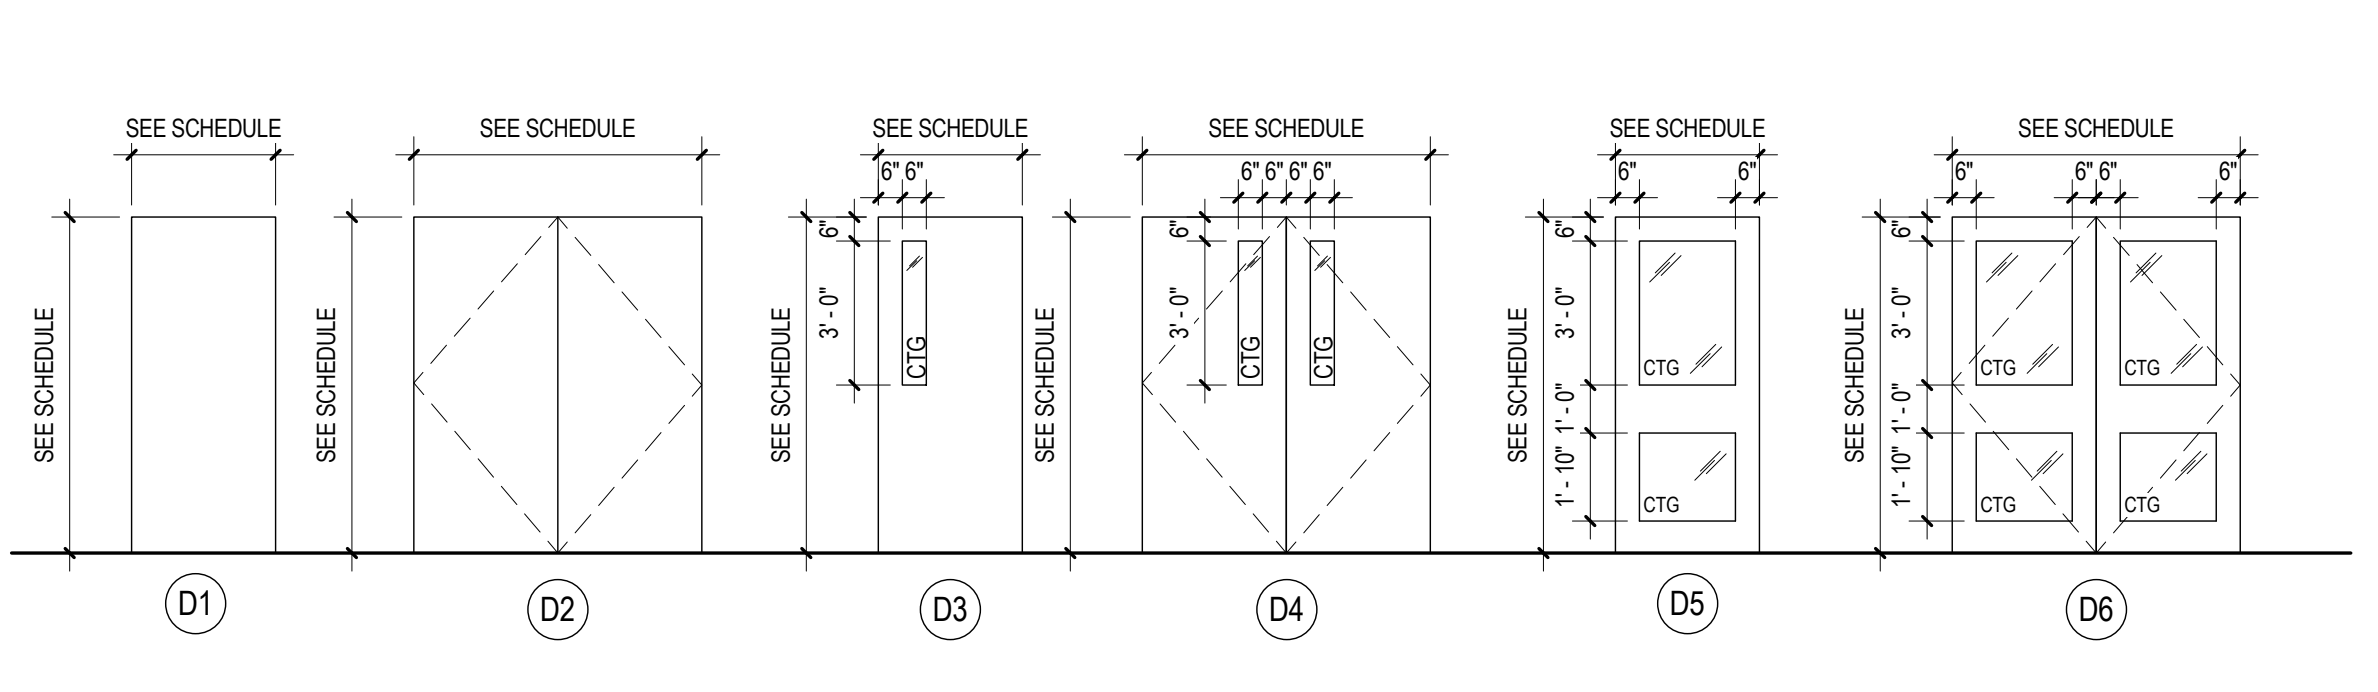 SEE SCHEDULE
SEE SCHEDULE
D1
SEE SCHEDULE
SEE SCHEDULE
D2
SEE SCHEDULE
6" 6"
SEE SCHEDULE
6"
3' - 0"
CTG
D3
SEE SCHEDULE
6" 6" 6" 6"
SEE SCHEDULE
6"
3' - 0"
CTG
CTG
D4
SEE SCHEDULE
6"
6"
SEE SCHEDULE
6"
3' - 0"
1' - 0"
1' - 10"
CTG
CTG
D5
SEE SCHEDULE
6"
6" 6"
6"
SEE SCHEDULE
6"
3' - 0"
1' - 0"
1' - 10"
CTG
CTG
CTG
CTG
D6